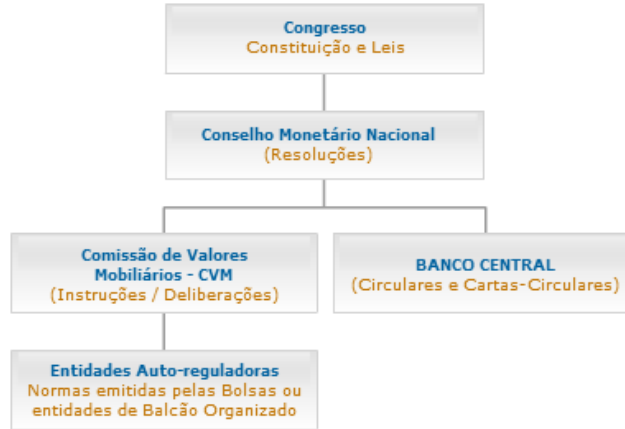 Congresso
Constituição e Leis
Conselho Monetário Nacional
(Resoluções)
Comissão de Valores
Mobiliários - CVM
(Instruções / Deliberações)
BANCO CENTRAL
(Circulares e Cartas-Circulares)
Entidades Auto-reguladoras
Normas emitidas pelas Bolsas ou
entidades de Balcão Organizado